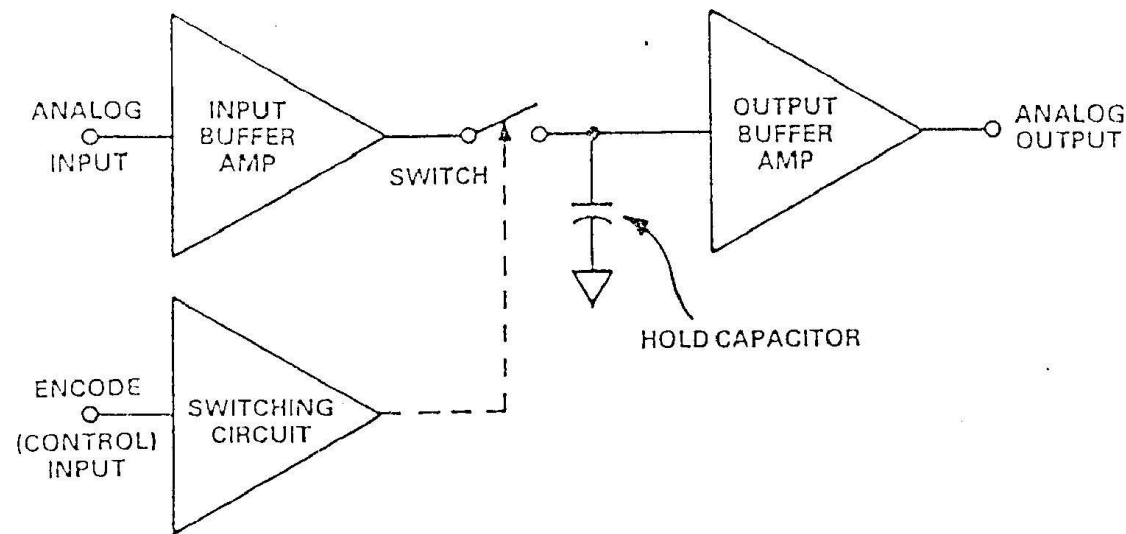 ANALOG
INPUT
INPUT
BUFFER
AMP
SWITCH
OUTPUT
BUFFER
AMP
ANALOG
OUTPUT
HOLD CAPACITOR
ENCODE
(CONTROL)
INPUT
SWITCHING
CIRCUIT